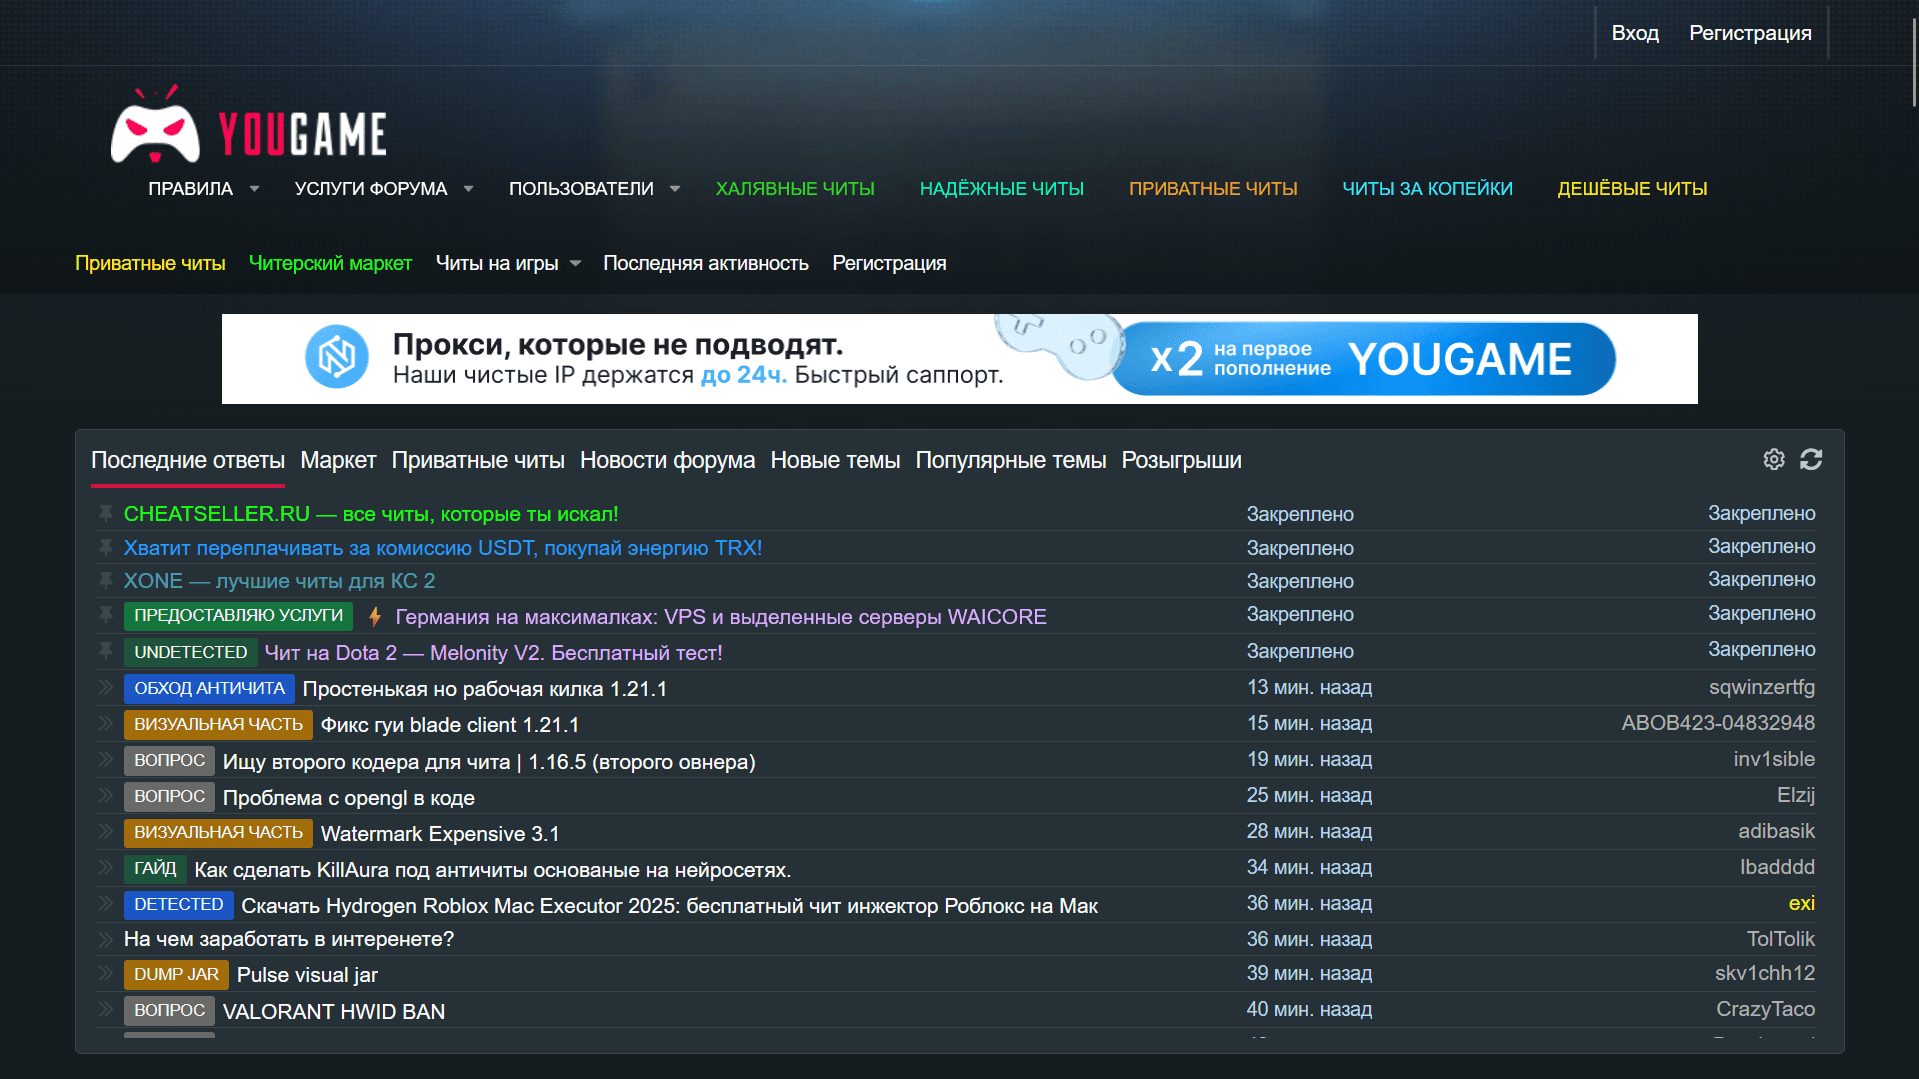 Вход Регистрация
YOUGAME
ПРАВИЛА УСЛУГИ ФОРУМА ПОЛЬЗОВАТЕЛИ ХАЛЯВНЫЕ ЧИТЫ НАДЁЖНЫЕ ЧИТЫ ПРИВАТНЫЕ ЧИТЫ ЧИТЫ ЗА КОПЕЙКИ ДЕШЁВЫЕ ЧИТЫ
Приватные читы Читерский маркет Читы на игры Последняя активность Регистрация
Прокси, которые не подводят.
Наши чистые IP держатся до 24ч. Быстрый саппорт.
x2 на первое пополнение YOUGAME
Последние ответы Маркет Приватные читы Новости форума Новые темы Популярные темы Розыгрыши
CHEATSELLER.RU — все читы, которые ты искал! Закреплено Закреплено
Хватит переплачивать за комиссию USDT, покупай энергию TRX! Закреплено Закреплено
XONE — лучшие читы для КС 2 Закреплено Закреплено
ПРЕДОСТАВЛЯЮ УСЛУГИ ⚡ Германия на максималках: VPS и выделенные серверы WAICORE Закреплено Закреплено
UNDETECTED Чит на Dota 2 — Melonity V2. Бесплатный тест! Закреплено Закреплено
ОБХОД АНТИЧИТА Простенькая но рабочая килка 1.21.1 13 мин. назад sqwinzertfg
ВИЗУАЛЬНАЯ ЧАСТЬ Фикс гуи blade client 1.21.1 15 мин. назад ABOB423-04832948
ВОПРОС Ищу второго кодера для чита | 1.16.5 (второго овнера) 19 мин. назад inv1sible
ВОПРОС Проблема с opengl в коде 25 мин. назад Elzij
ВИЗУАЛЬНАЯ ЧАСТЬ Watermark Expensive 3.1 28 мин. назад adibasik
ГАЙД Как сделать KillAura под античиты основаные на нейросетях. 34 мин. назад Ibadddd
DETECTED Скачать Hydrogen Roblox Mac Executor 2025: бесплатный чит инжектор Роблокс на Мак 36 мин. назад exi
На чем заработать в интеренете? 36 мин. назад TolTolik
DUMP JAR Pulse visual jar 39 мин. назад skv1chh12
ВОПРОС VALORANT HWID BAN 40 мин. назад CrazyTaco